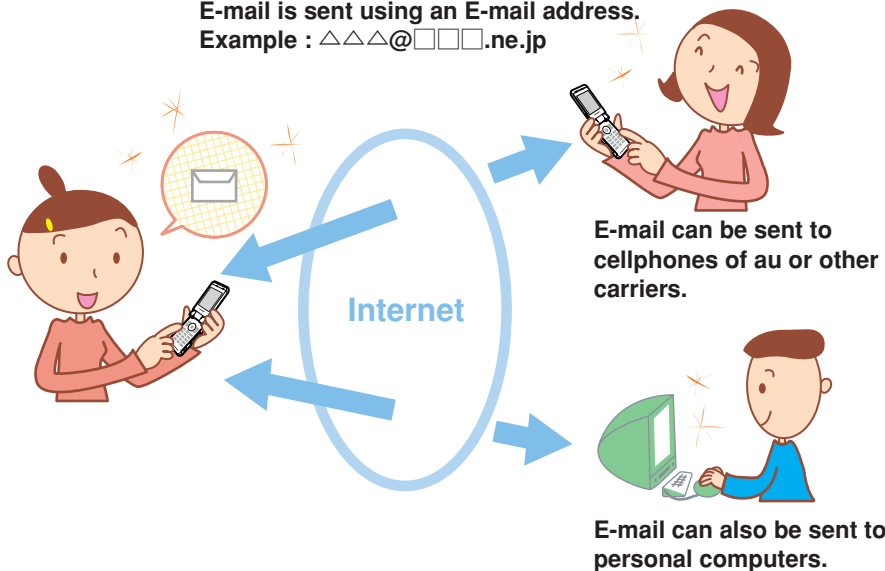 E-mail is sent using an E-mail address.
Example : △△△@□□□.ne.jp
Internet
E-mail can be sent to
cellphones of au or other
carriers.
E-mail can also be sent to
personal computers.